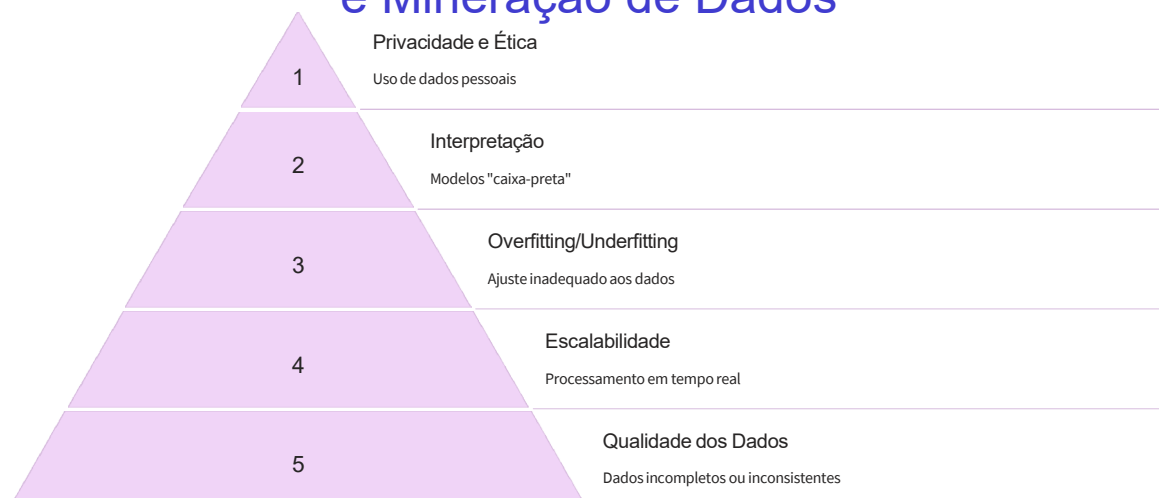 e Mineração de Dados
Privacidade e Ética
1
Uso de dados pessoais
Interpretação
2
Modelos "caixa-preta"
Overfitting/Underfitting
3
Ajuste inadequado aos dados
Escalabilidade
4
Processamento em tempo real
Qualidade dos Dados
5
Dados incompletos ou inconsistentes